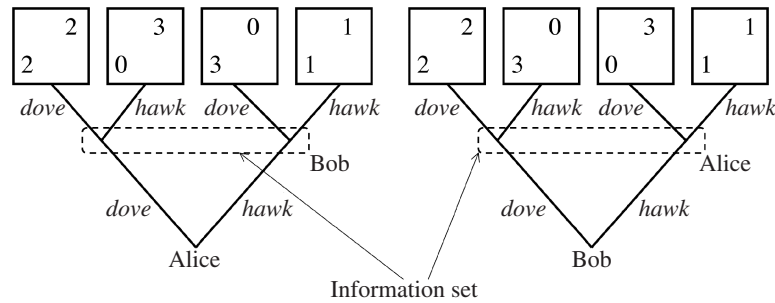 2 3 0 1 2 0 3 1
2 0 3 1 2 3 0 1
dove hawk dove hawk dove hawk dove hawk
Bob Alice
dove hawk dove hawk
Alice Bob
Information set